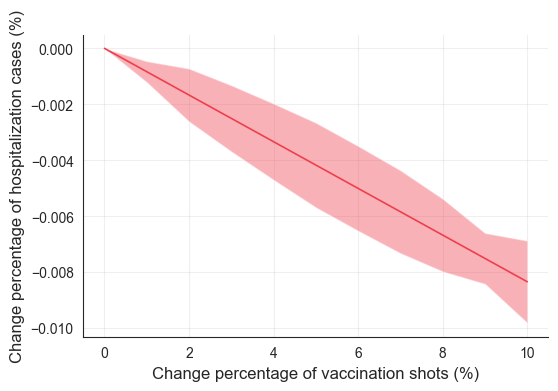 Change percentage of hospitalization cases (%)
0.000
−0.002
−0.004
−0.006
−0.008
−0.010
0 2 4 6 8 10
Change percentage of vaccination shots (%)